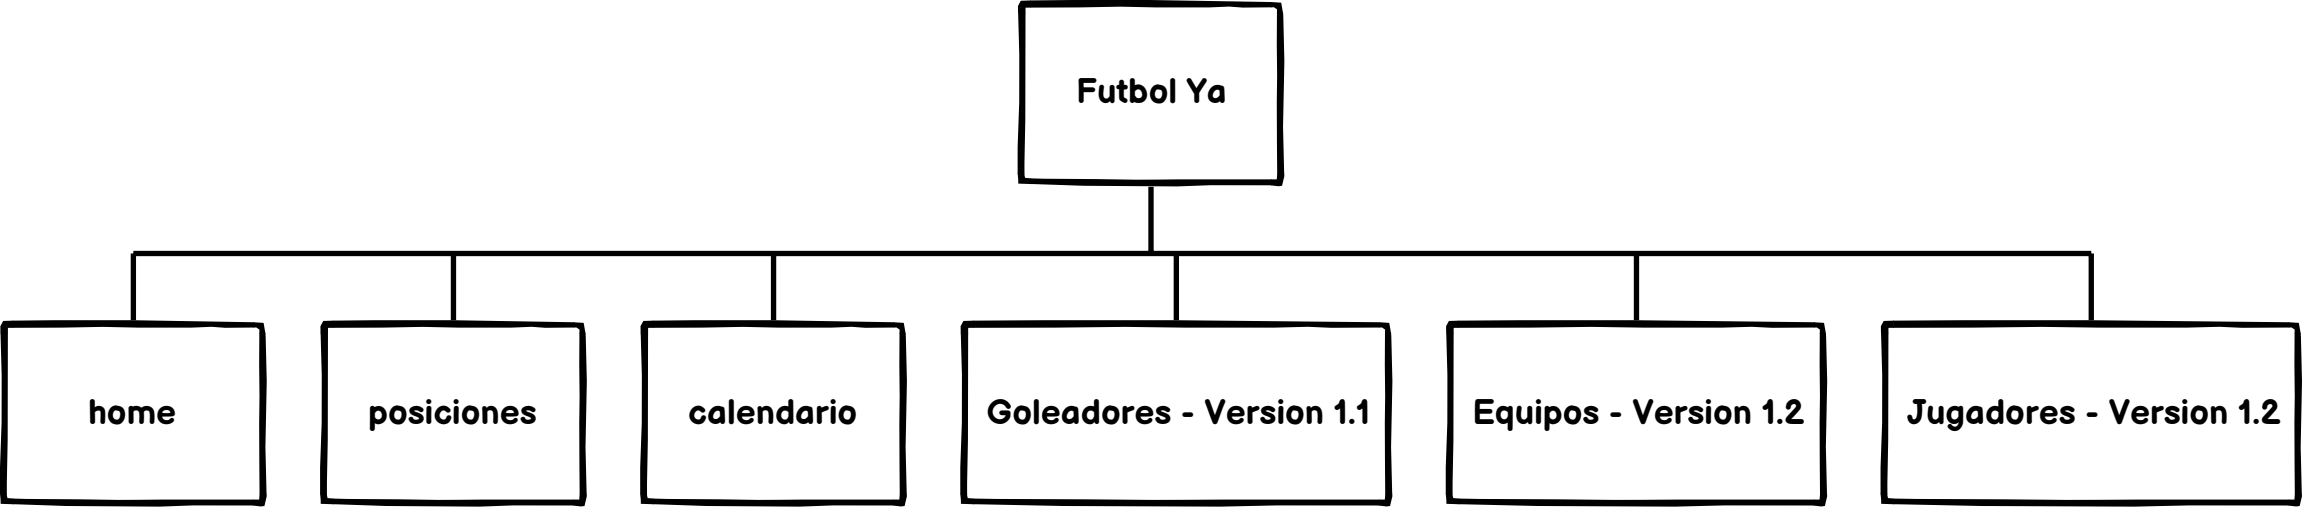 Futbol Ya
home
posiciones
calendario
Goleadores - Version 1.1
Equipos - Version 1.2
Jugadores - Version 1.2